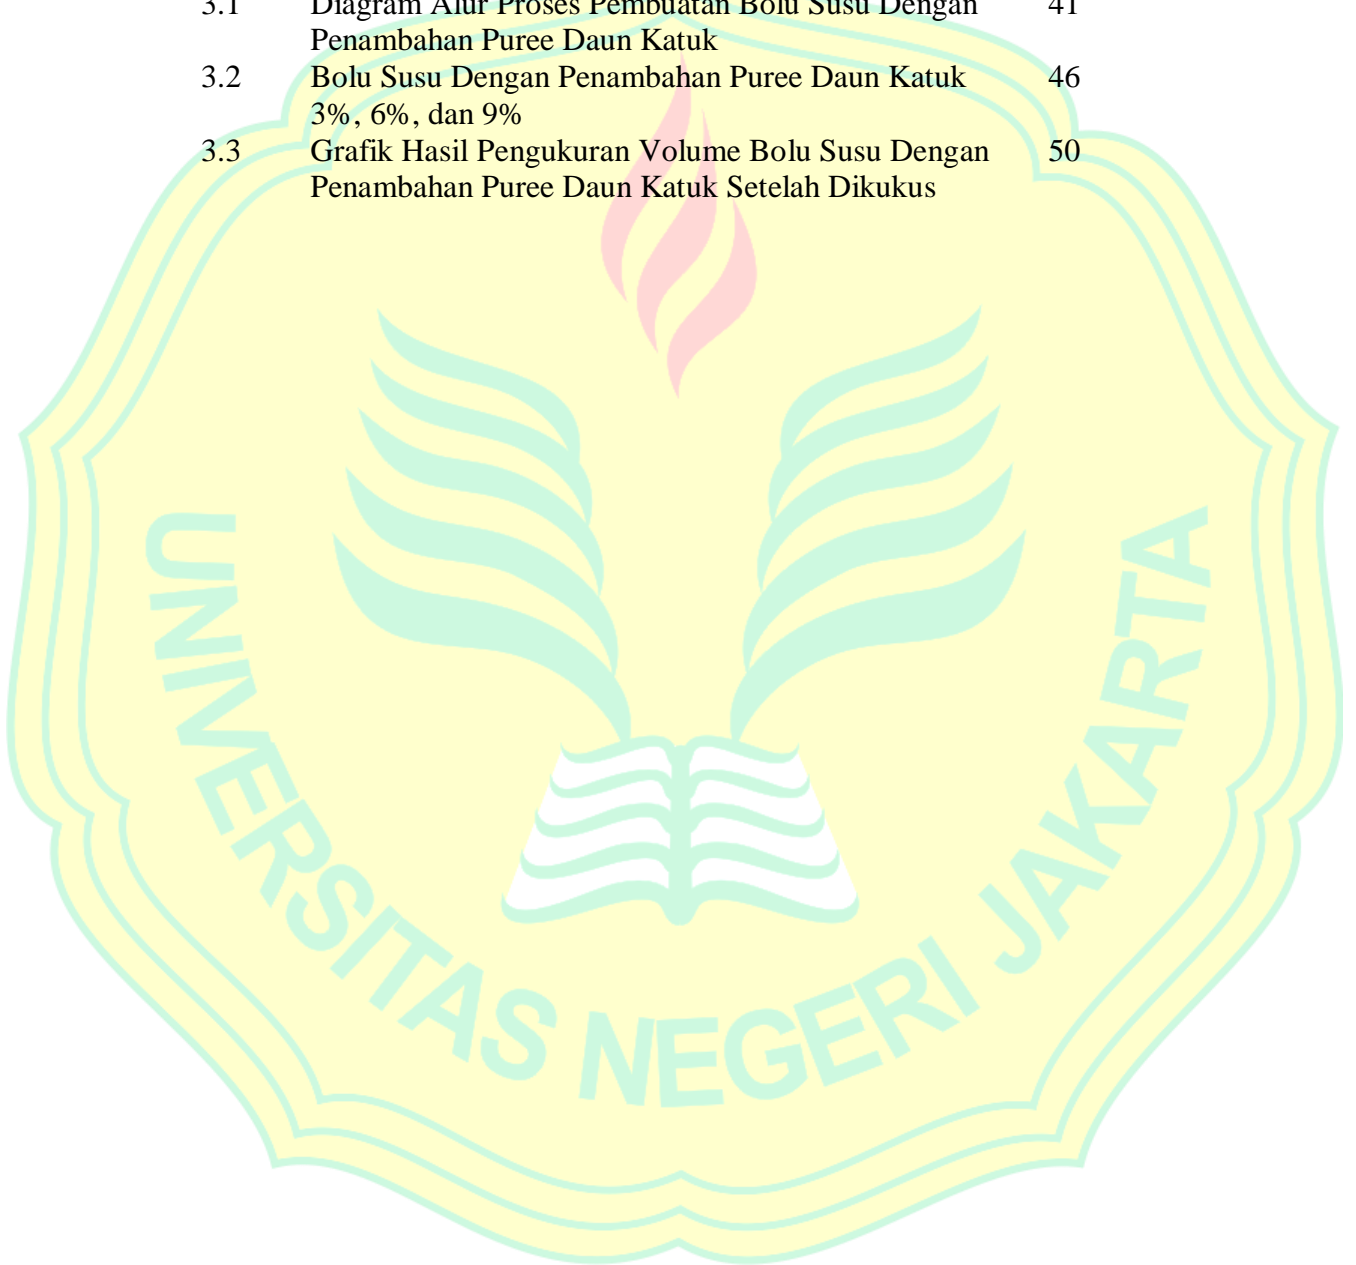 3.1 Diagram Alur Proses Pembuatan Bolu Susu Dengan 41
Penambahan Puree Daun Katuk
3.2 Bolu Susu Dengan Penambahan Puree Daun Katuk 46
3%, 6%, dan 9%
3.3 Grafik Hasil Pengukuran Volume Bolu Susu Dengan 50
Penambahan Puree Daun Katuk Setelah Dikukus
UNIVERSITAS NEGERI JAKARTA